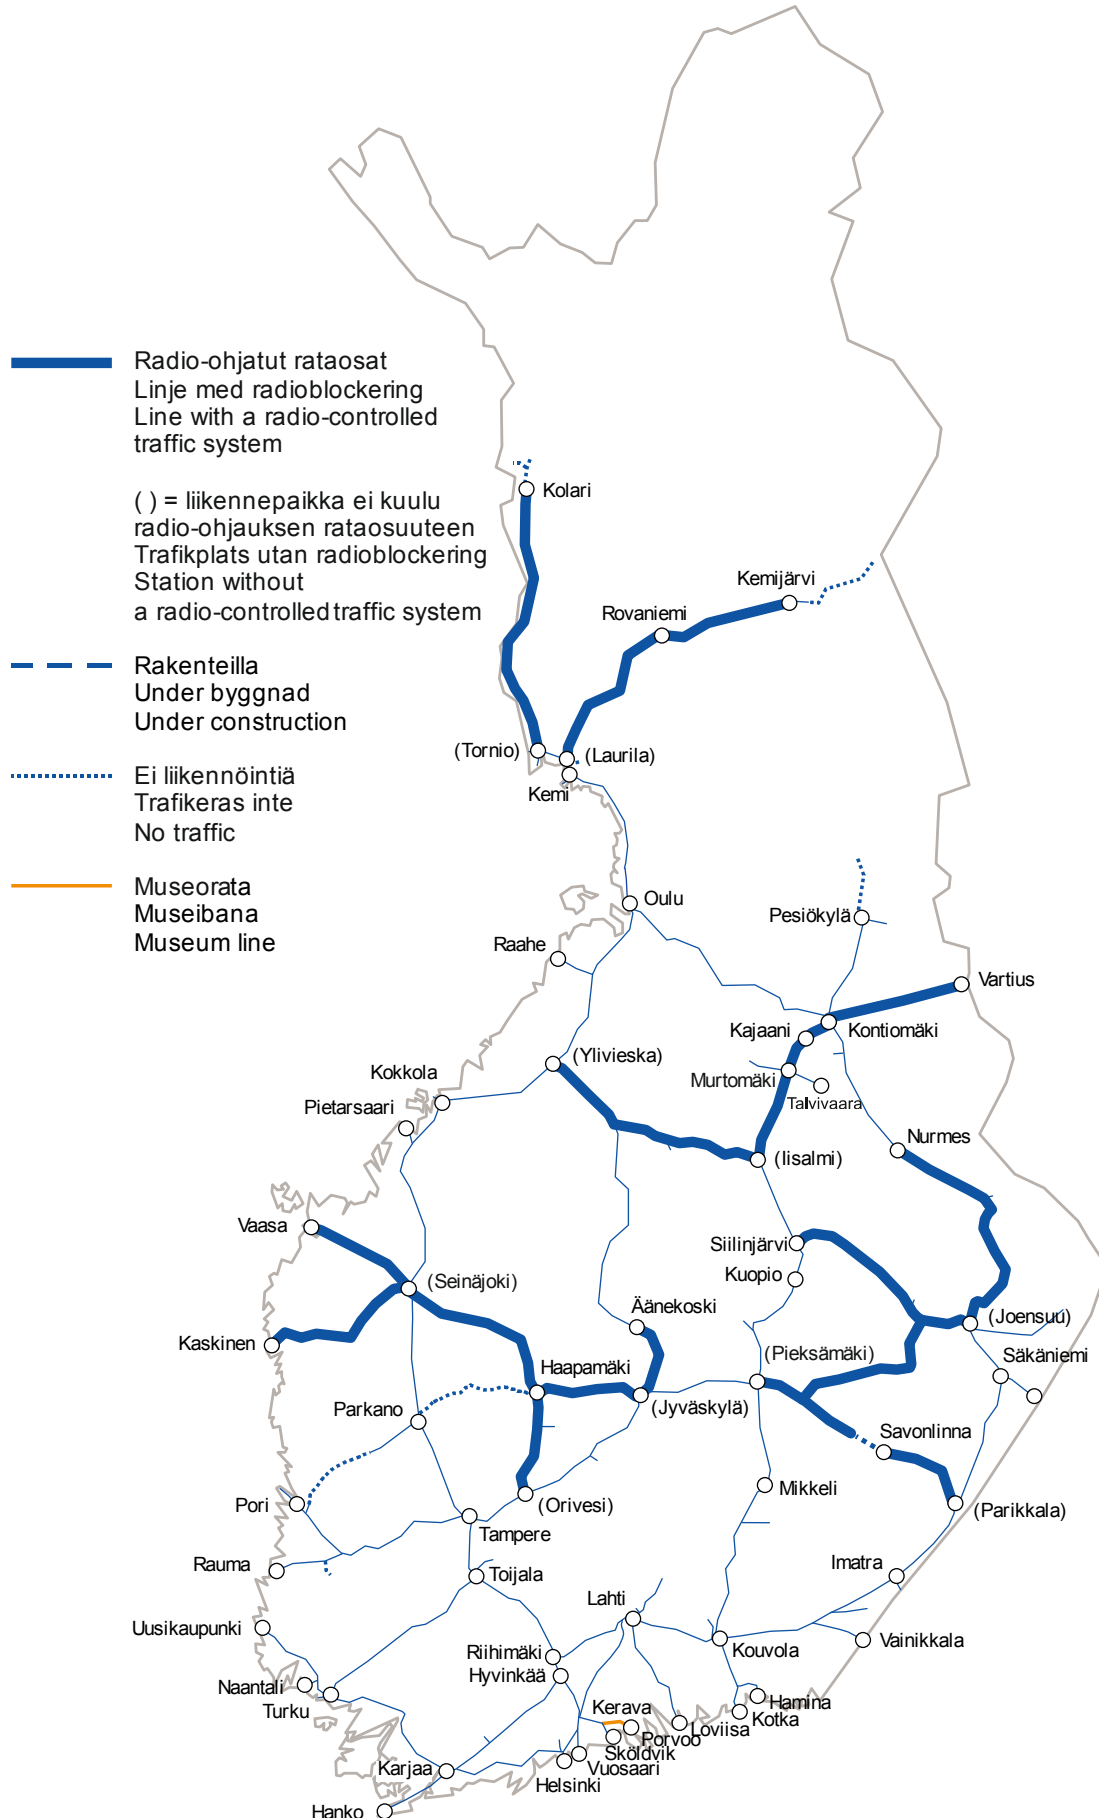 Radio-ohjatut rataosat
Linje med radioblockering
Line with a radio-controlled
traffic system
( ) = liikennepaikka ei kuulu
radio-ohjauksen rataosuuteen
Trafikplats utan radioblockering
Station without
a radio-controlled traffic system
Rakenteilla
Under byggnad
Under construction
Ei liikennöintiä
Trafikeras inte
No traffic
Museorata
Museibana
Museum line
Kolari
Kemijärvi
Rovaniemi
(Tornio)
(Laurila)
Kemi
Oulu
Pesiökylä
Raahe
Vartius
Kajaani
Kontiomäki
(Ylivieska)
Murtomäki
Kokkola
Talvivaara
Pietarsaari
Nurmes
(Iisalmi)
Vaasa
Siilinjärvi
Kuopio
(Seinäjoki)
Äänekoski
(Joensuu)
Kaskinen
(Pieksämäki)
Haapamäki
Säkäniemi
Parkano
(Jyväskylä)
Savonlinna
Mikkeli
Pori
(Orivesi)
(Parikkala)
Tampere
Rauma
Imatra
Toijala
Lahti
Uusikaupunki
Kouvola
Vainikkala
Riihimäki
Hyvinkää
Naantali
Turku
Kerava
Hamina
Kotka
Loviisa
Porvoo
Sköldvik
Vuosaari
Karjaa
Helsinki
Hanko